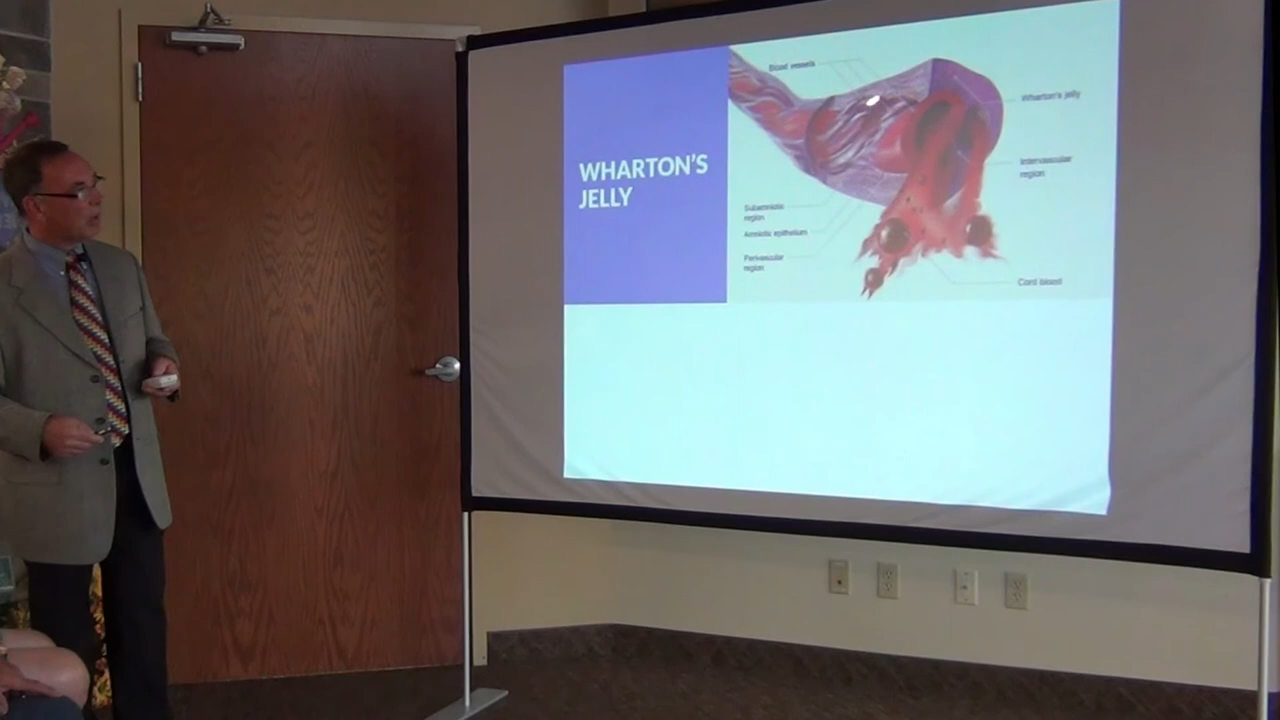 WHARTON'S
JELLY
Blood vessels
Wharton's jelly
Intervascular
region
Subamniotic
region
Amniotic epithelium
Perivascular
region
Cord blood